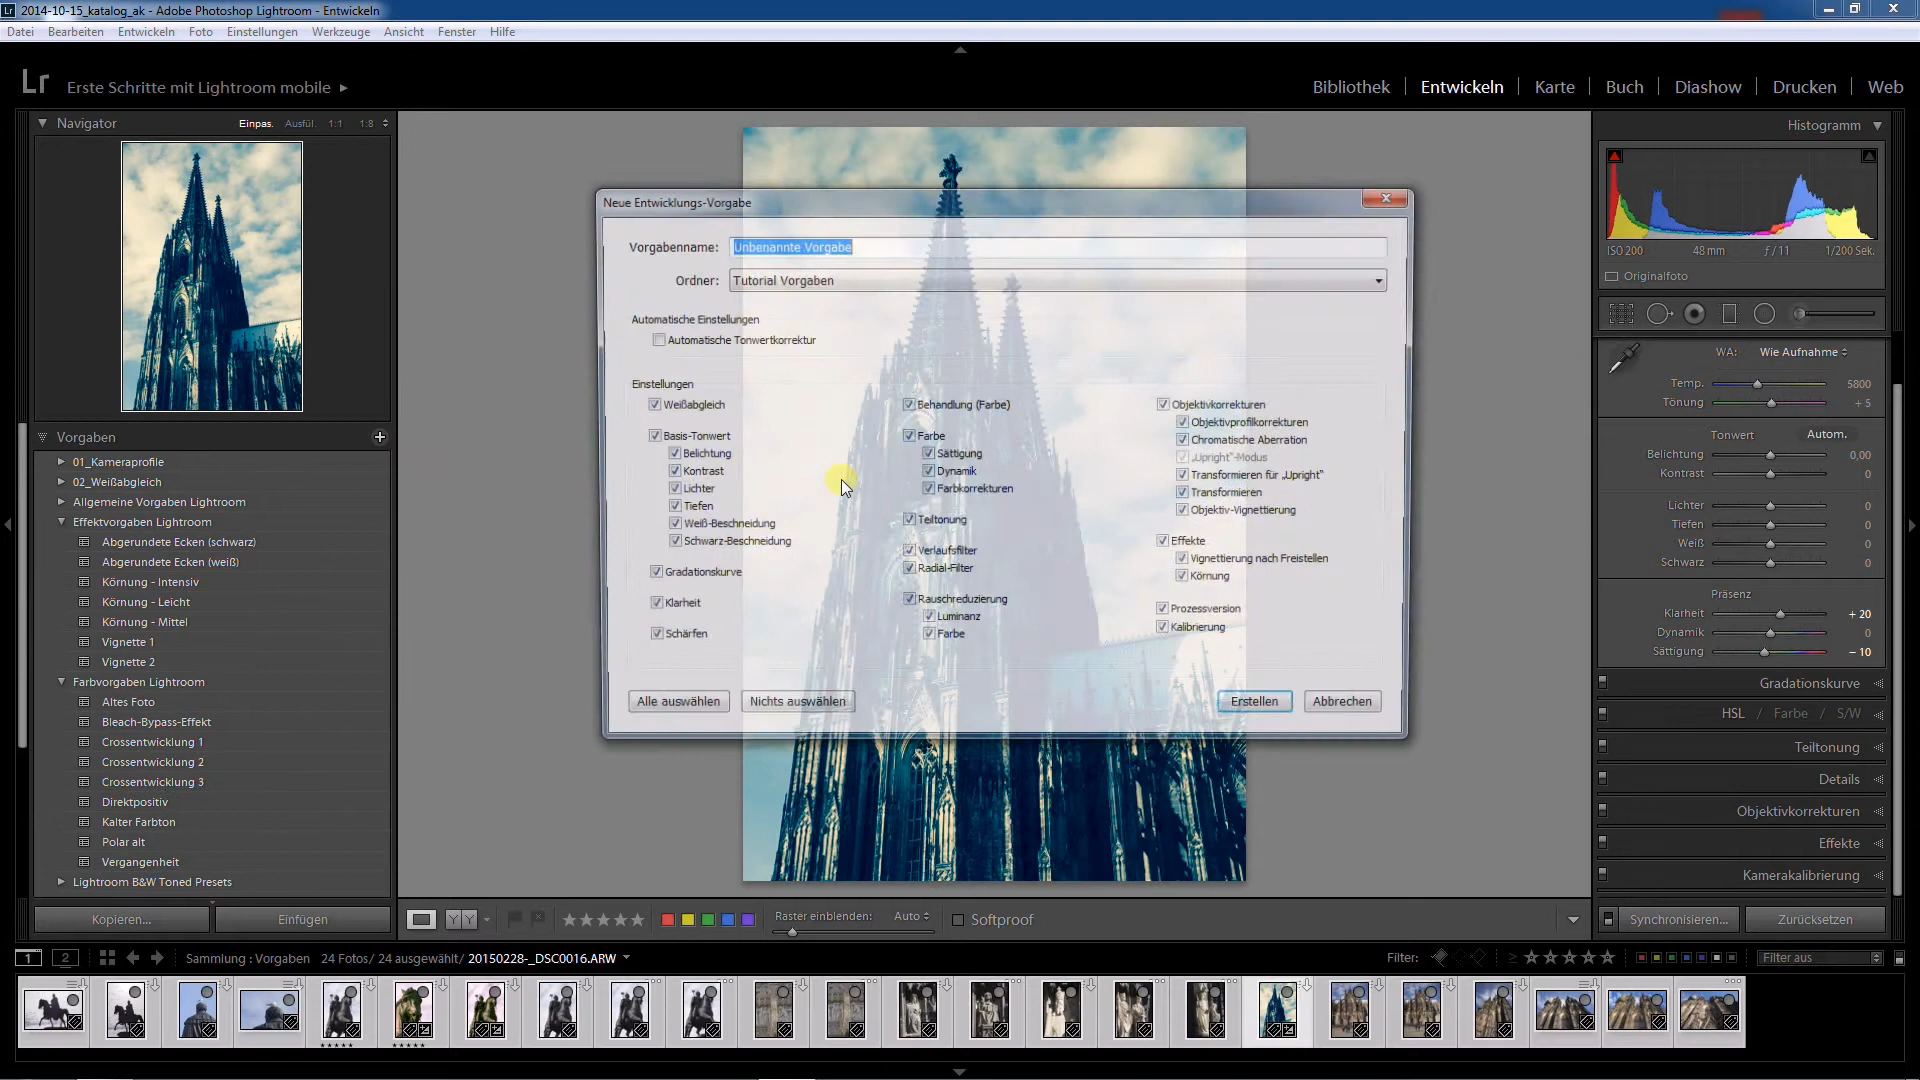 2014-10-15_katalog_ak - Adobe Photoshop Lightroom - Entwickeln
Datei Bearbeiten Entwickeln Foto Einstellungen Werkzeuge Ansicht Fenster Hilfe
Lr Erste Schritte mit Lightroom mobile
Bibliothek Entwickeln Karte Buch Diashow Drucken Web
Navigator Einpas. Ausfül. 1:1 1:8
Vorgaben
01_Kameraprofile
02_Weißabgleich
Allgemeine Vorgaben Lightroom
Effektvorgaben Lightroom
Abgerundete Ecken (schwarz)
Abgerundete Ecken (weiß)
Körnung - Intensiv
Körnung - Leicht
Körnung - Mittel
Vignette 1
Vignette 2
Farbvorgaben Lightroom
Altes Foto
Bleach-Bypass-Effekt
Crossentwicklung 1
Crossentwicklung 2
Crossentwicklung 3
Direktpositiv
Kalter Farbton
Polar alt
Vergangenheit
Lightroom B&W Toned Presets
Kopieren... Einfügen
Neue Entwicklungs-Vorgabe
Vorgabenname: Unbenannte Vorgabe
Ordner: Tutorial Vorgaben
Automatische Einstellungen
Automatische Tonwertkorrektur
Einstellungen
Weißabgleich
Basis-Tonwert
Belichtung
Kontrast
Lichter
Tiefen
Weiß-Beschneidung
Schwarz-Beschneidung
Gradationskurve
Klarheit
Schärfen
Behandlung (Farbe)
Farbe
Sättigung
Dynamik
Farbkorrekturen
Teiltonung
Verlaufsfilter
Radial-Filter
Rauschreduzierung
Luminanz
Farbe
Objektivkorrekturen
Objektivprofilkorrekturen
Chromatische Aberration
„Upright“-Modus
Transformieren für „Upright“
Transformieren
Objektiv-Vignettierung
Effekte
Vignettierung nach Freistellen
Körnung
Prozessversion
Kalibrierung
Alle auswählen Nichts auswählen Erstellen Abbrechen
Histogramm
ISO 200 48 mm ƒ / 11 1/200 Sek.
Originalfoto
WA: Wie Aufnahme
Temp. 5800
Tönung + 5
Tonwert Autom.
Belichtung 0,00
Kontrast 0
Lichter 0
Tiefen 0
Weiß 0
Schwarz 0
Präsenz
Klarheit + 20
Dynamik 0
Sättigung − 10
Gradationskurve
HSL / Farbe / S/W
Teiltonung
Details
Objektivkorrekturen
Effekte
Kamerakalibrierung
Synchronisieren... Zurücksetzen
Raster einblenden: Auto Softproof
1 2 Sammlung : Vorgaben 24 Fotos/ 24 ausgewählt/ 20150228-_DSC0016.ARW
Filter: Filter aus